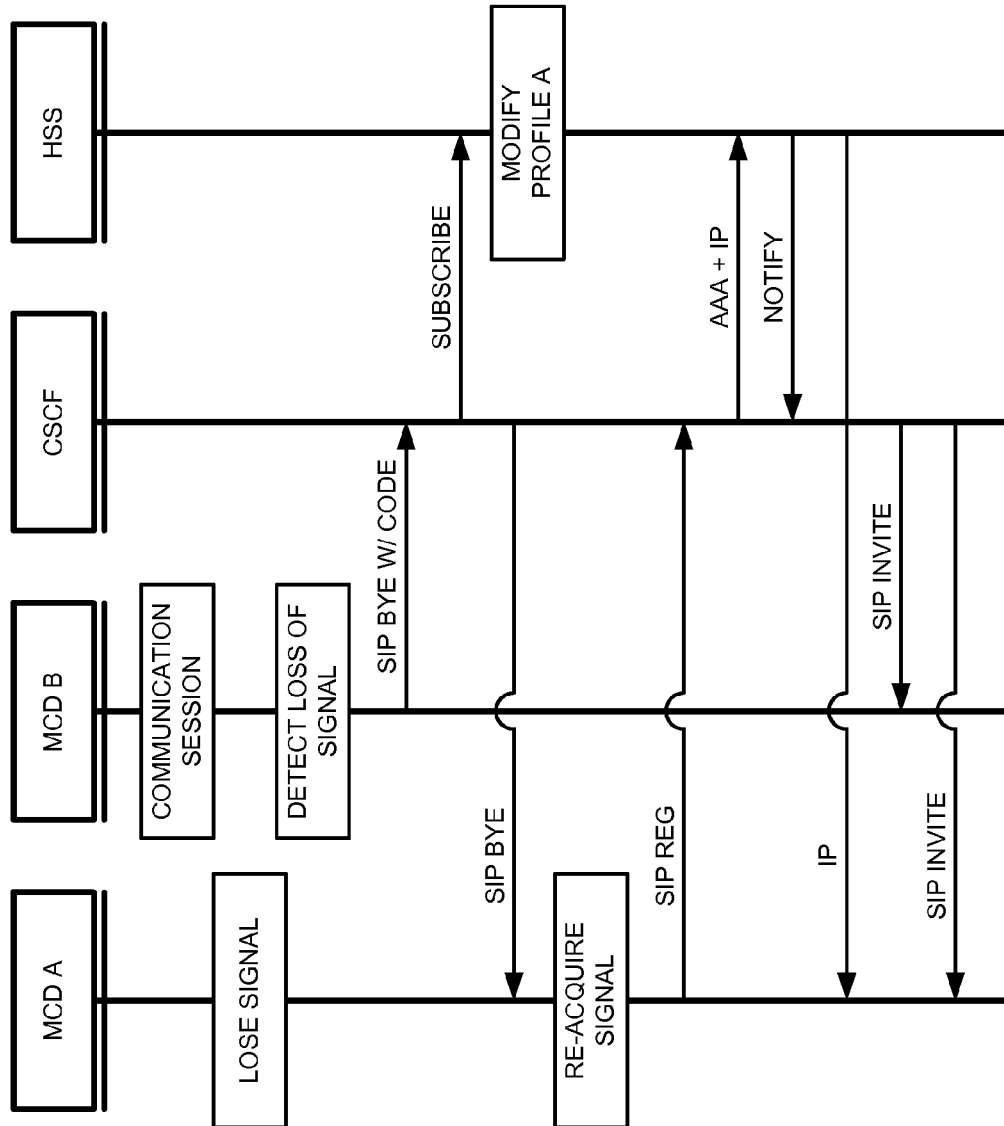 MCD A
MCD B
CSCF
HSS
COMMUNICATION
SESSION
LOSE SIGNAL
DETECT LOSS OF
SIGNAL
SIP BYE W/ CODE
SUBSCRIBE
SIP BYE
MODIFY
PROFILE A
RE-ACQUIRE
SIGNAL
SIP REG
AAA + IP
NOTIFY
IP
SIP INVITE
SIP INVITE